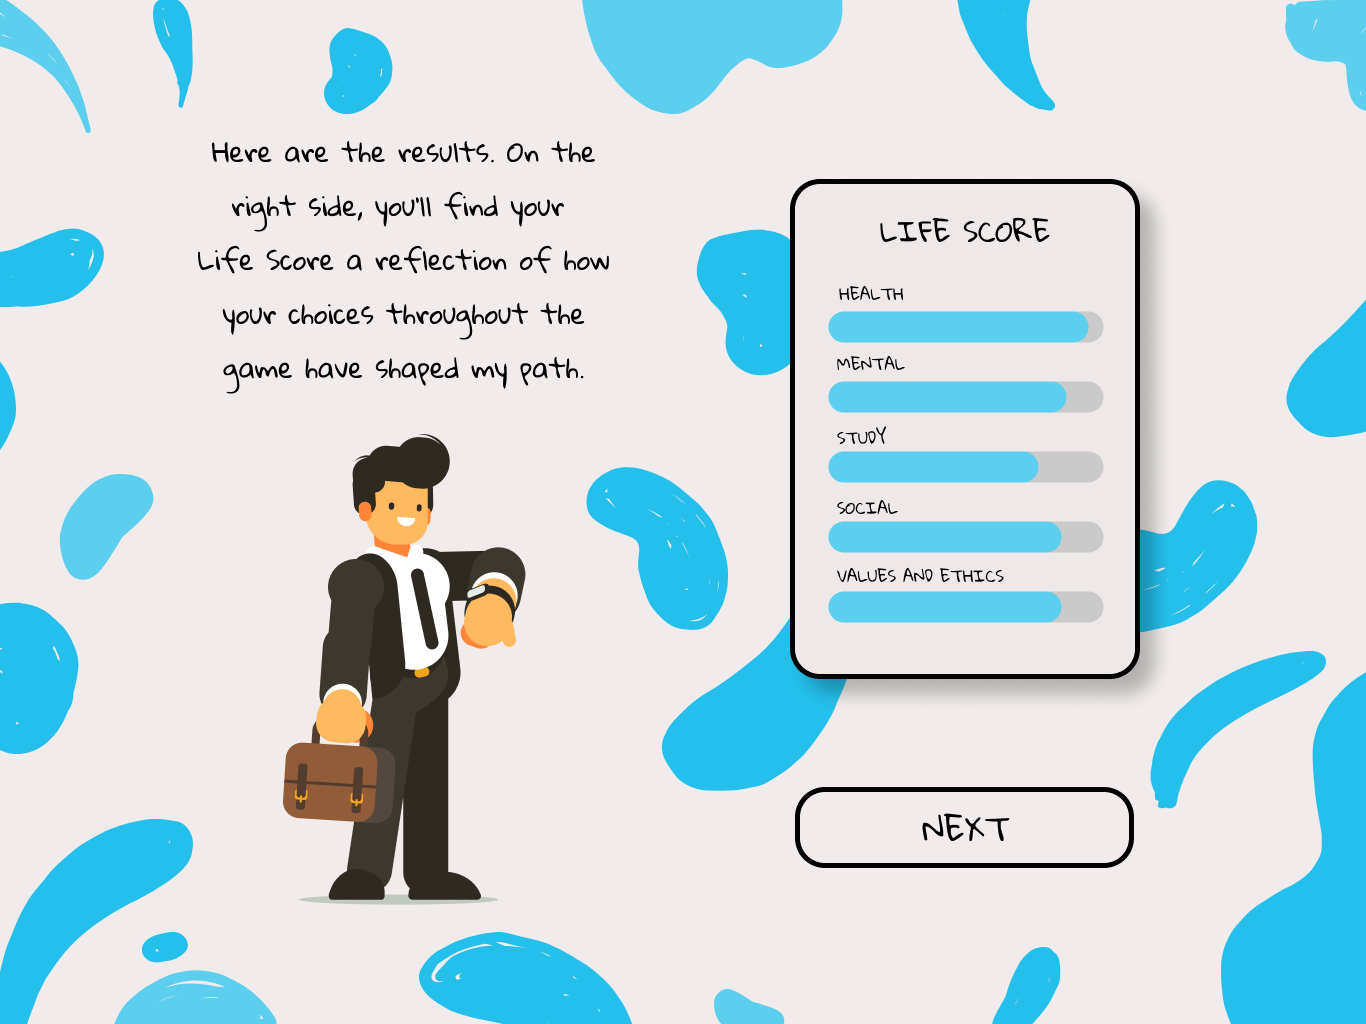 Here are the results. On the
right side, you'll find your
Life Score a reflection of how
your choices throughout the
game have shaped my path.
LIFE SCORE
HEALTH
MENTAL
STUDY
SOCIAL
VALUES AND ETHICS
NEXT